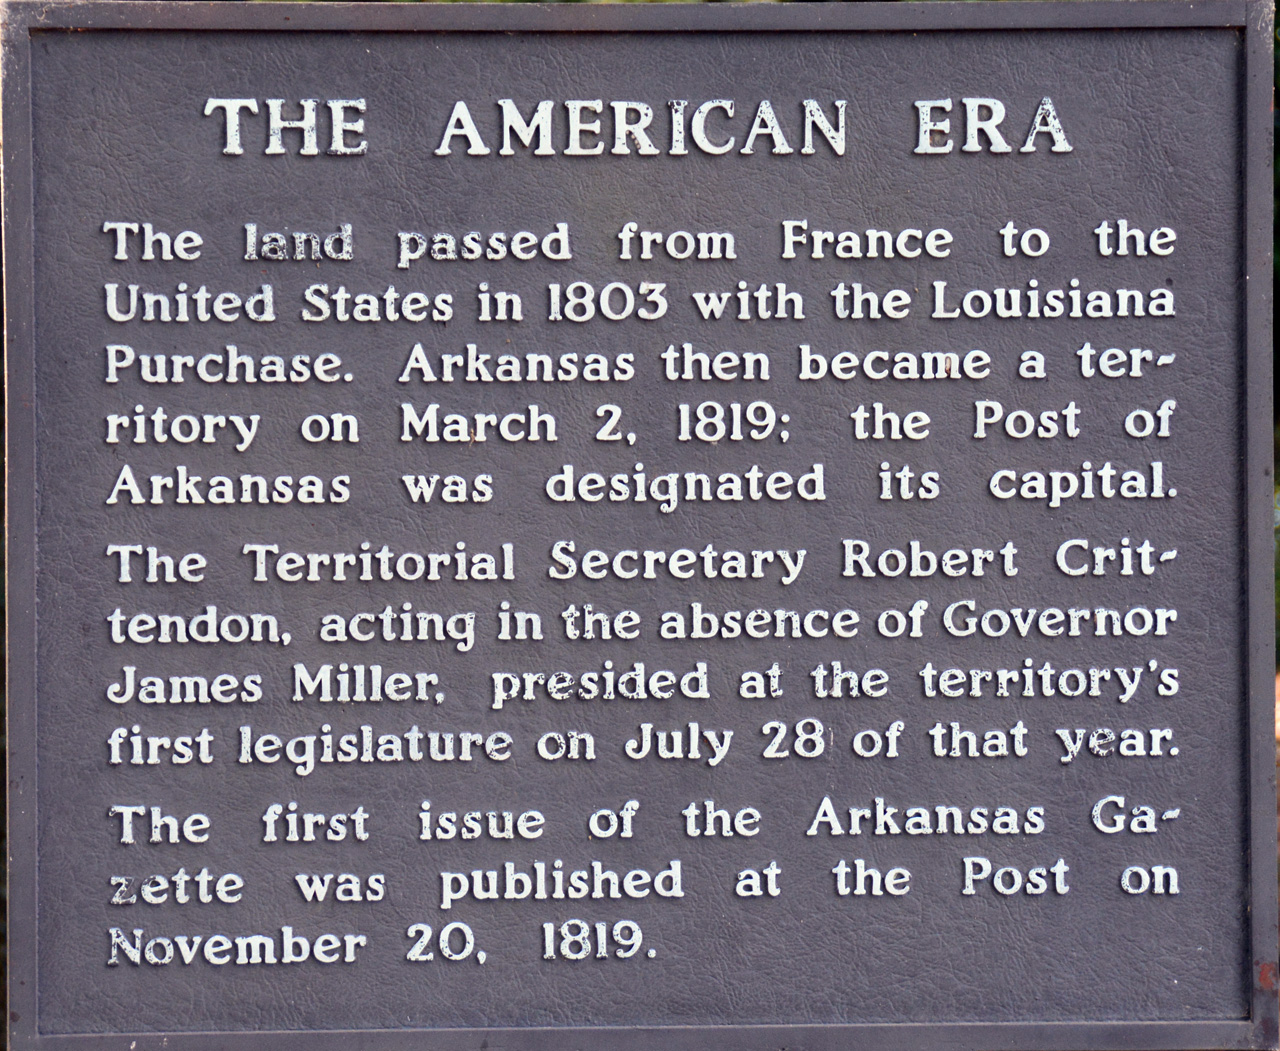 THE AMERICAN ERA
The land passed from France to the
United States in 1803 with the Louisiana
Purchase. Arkansas then became a ter-
ritory on March 2, 1819; the Post of
Arkansas was designated its capital.
The Territorial Secretary Robert Crit-
tendon, acting in the absence of Governor
James Miller, presided at the territory's
first legislature on July 28 of that year.
The first issue of the Arkansas Ga-
zette was published at the Post on
November 20, 1819.